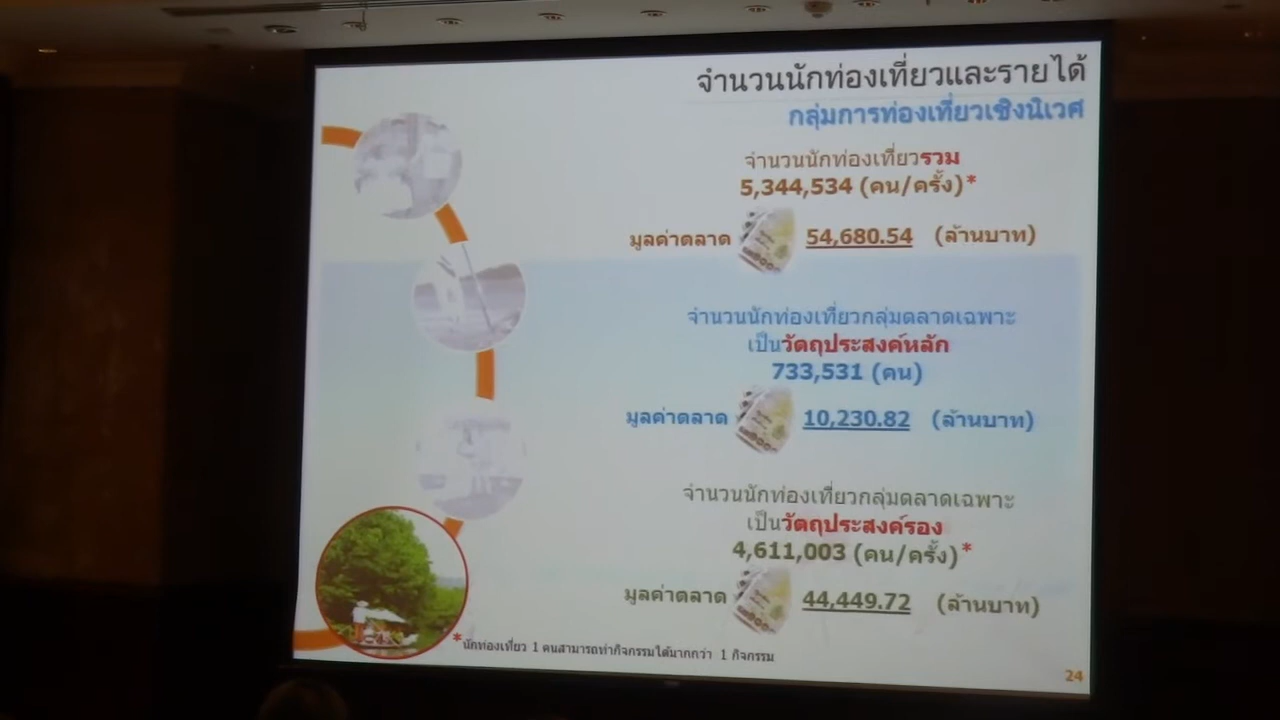 จำนวนนักท่องเที่ยวและรายได้
กลุ่มการท่องเที่ยวเชิงนิเวศ
จำนวนนักท่องเที่ยวรวม
5,344,534 (คน/ครั้ง)*
มูลค่าตลาด 54,680.54 (ล้านบาท)
จำนวนนักท่องเที่ยวกลุ่มตลาดเฉพาะ
เป็นวัตถุประสงค์หลัก
733,531 (คน)
มูลค่าตลาด 10,230.82 (ล้านบาท)
จำนวนนักท่องเที่ยวกลุ่มตลาดเฉพาะ
เป็นวัตถุประสงค์รอง
4,611,003 (คน/ครั้ง)*
มูลค่าตลาด 44,449.72 (ล้านบาท)
*นักท่องเที่ยว 1 คนสามารถทำกิจกรรมได้มากกว่า 1 กิจกรรม
24